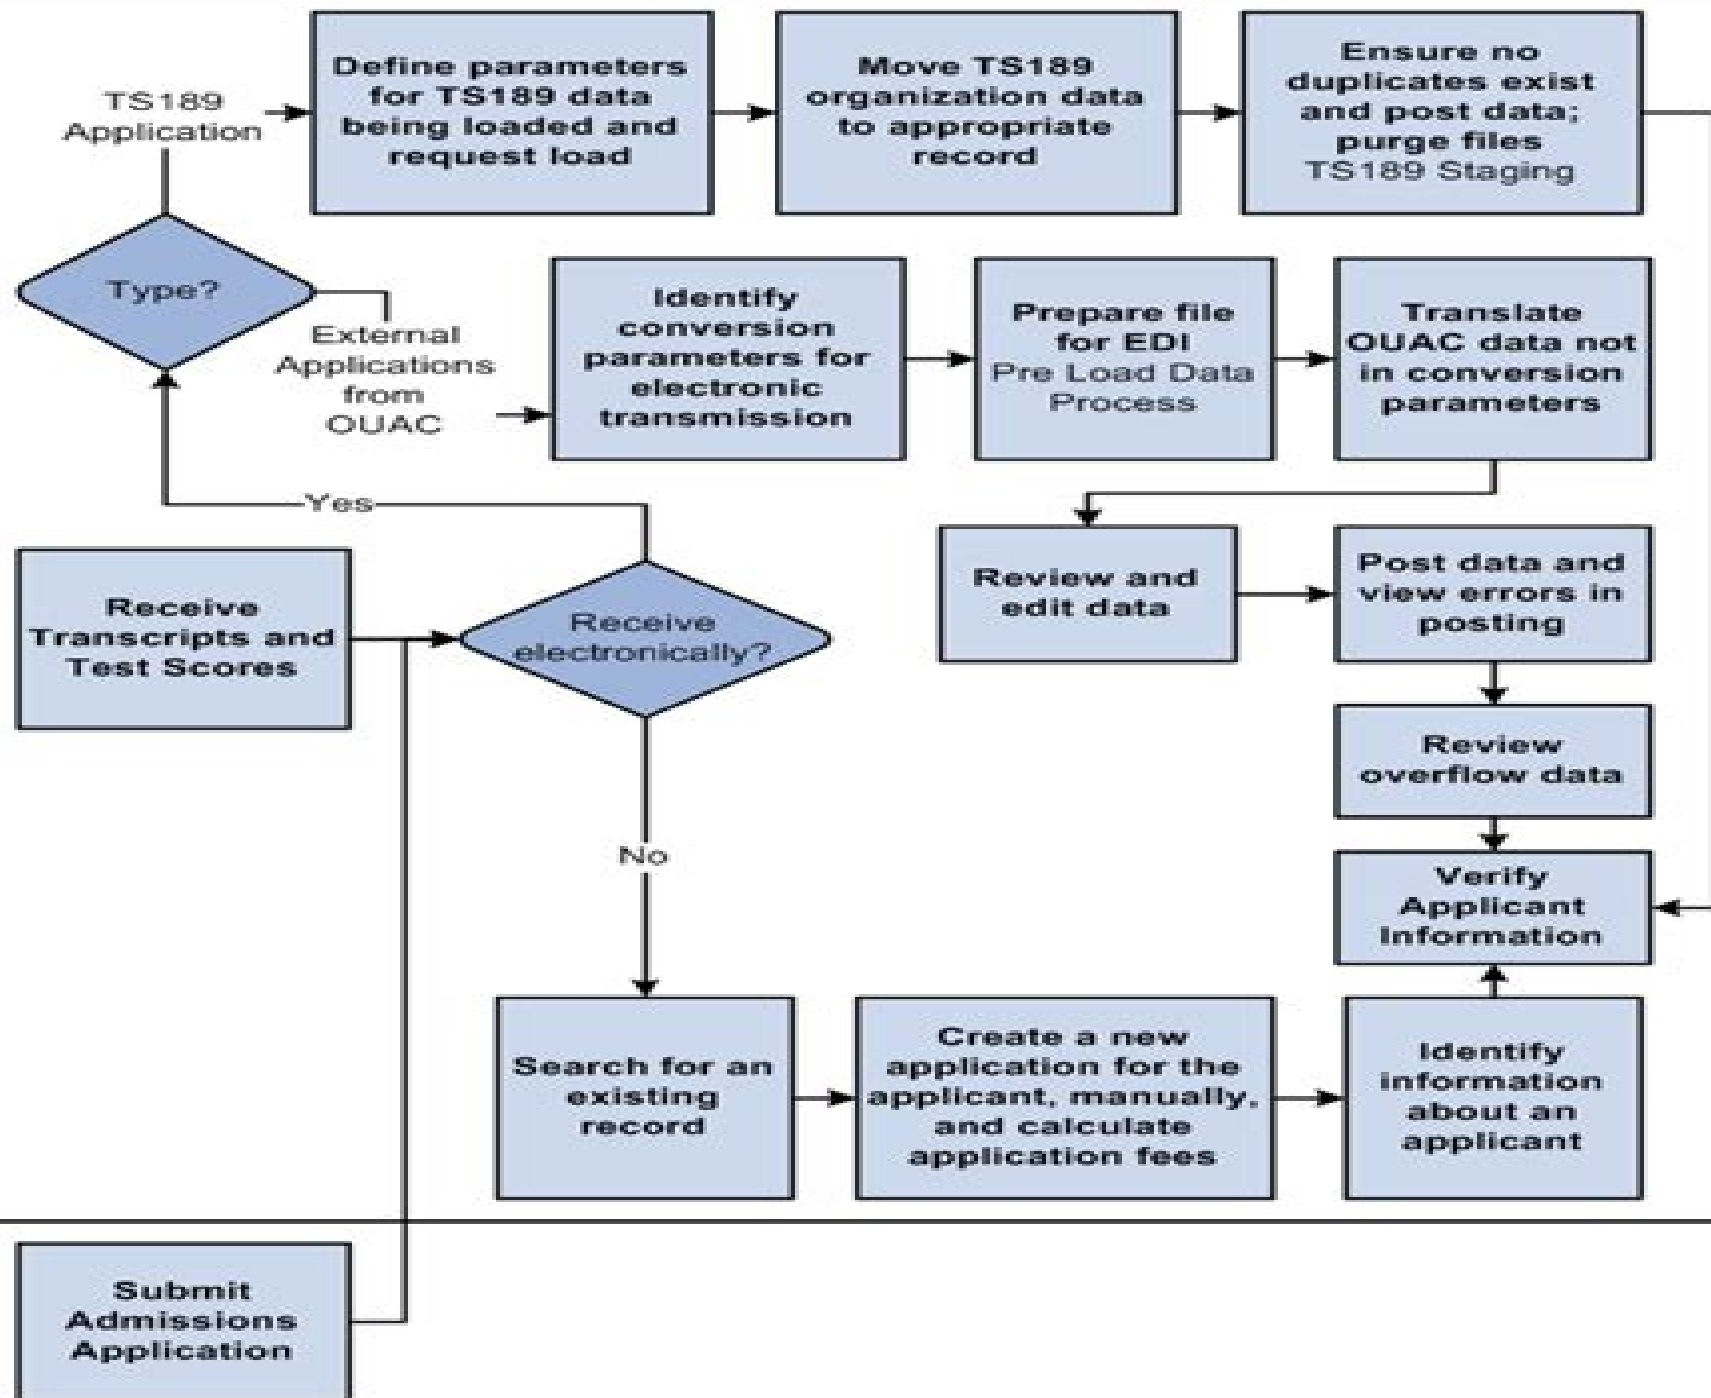 TS189
Application
Define parameters
for TS189 data
being loaded and
request load
Move TS189
organization data
to appropriate
record
Ensure no
duplicates exist
and post data;
purge files
TS189 Staging
Type?
External
Applications
from
OUAC
Identify
conversion
parameters for
electronic
transmission
Prepare file
for EDI
Pre Load Data
Process
Translate
OUAC data not
in conversion
parameters
Yes
Receive
Transcripts and
Test Scores
Receive
electronically?
Review and
edit data
Post data and
view errors in
posting
Review
overflow data
No
Verify
Applicant
Information
Search for an
existing
record
Create a new
application for the
applicant, manually,
and calculate
application fees
Identify
information
about an
applicant
Submit
Admissions
Application